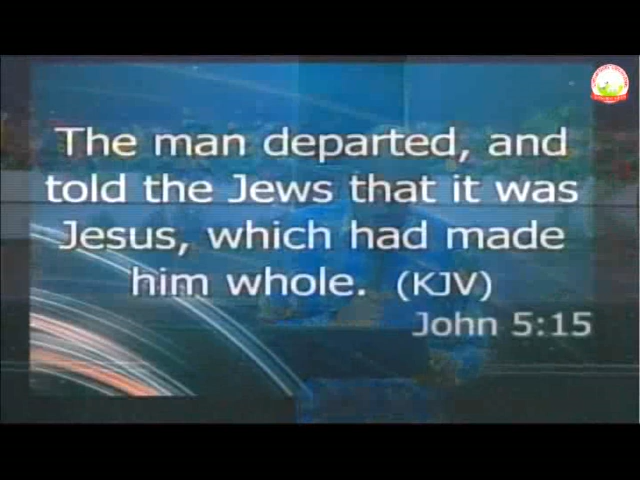 The man departed, and
told the Jews that it was
Jesus, which had made
him whole. (KJV)
John 5:15